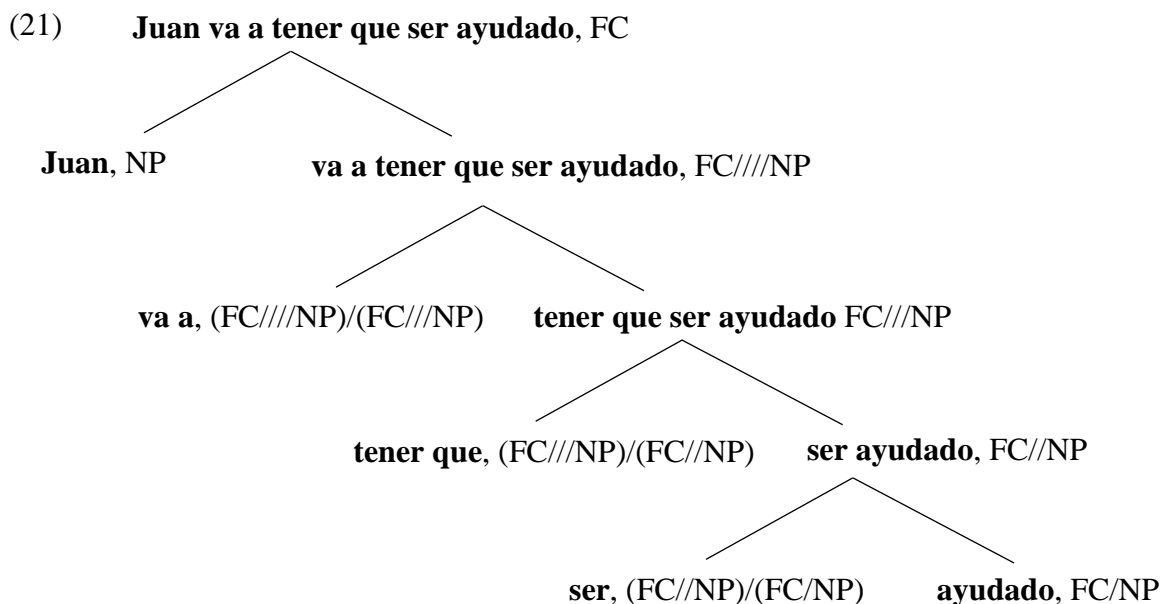 (21) Juan va a tener que ser ayudado, FC
Juan, NP va a tener que ser ayudado, FC////NP
va a, (FC////NP)/(FC///NP) tener que ser ayudado FC///NP
tener que, (FC///NP)/(FC//NP) ser ayudado, FC//NP
ser, (FC//NP)/(FC/NP) ayudado, FC/NP